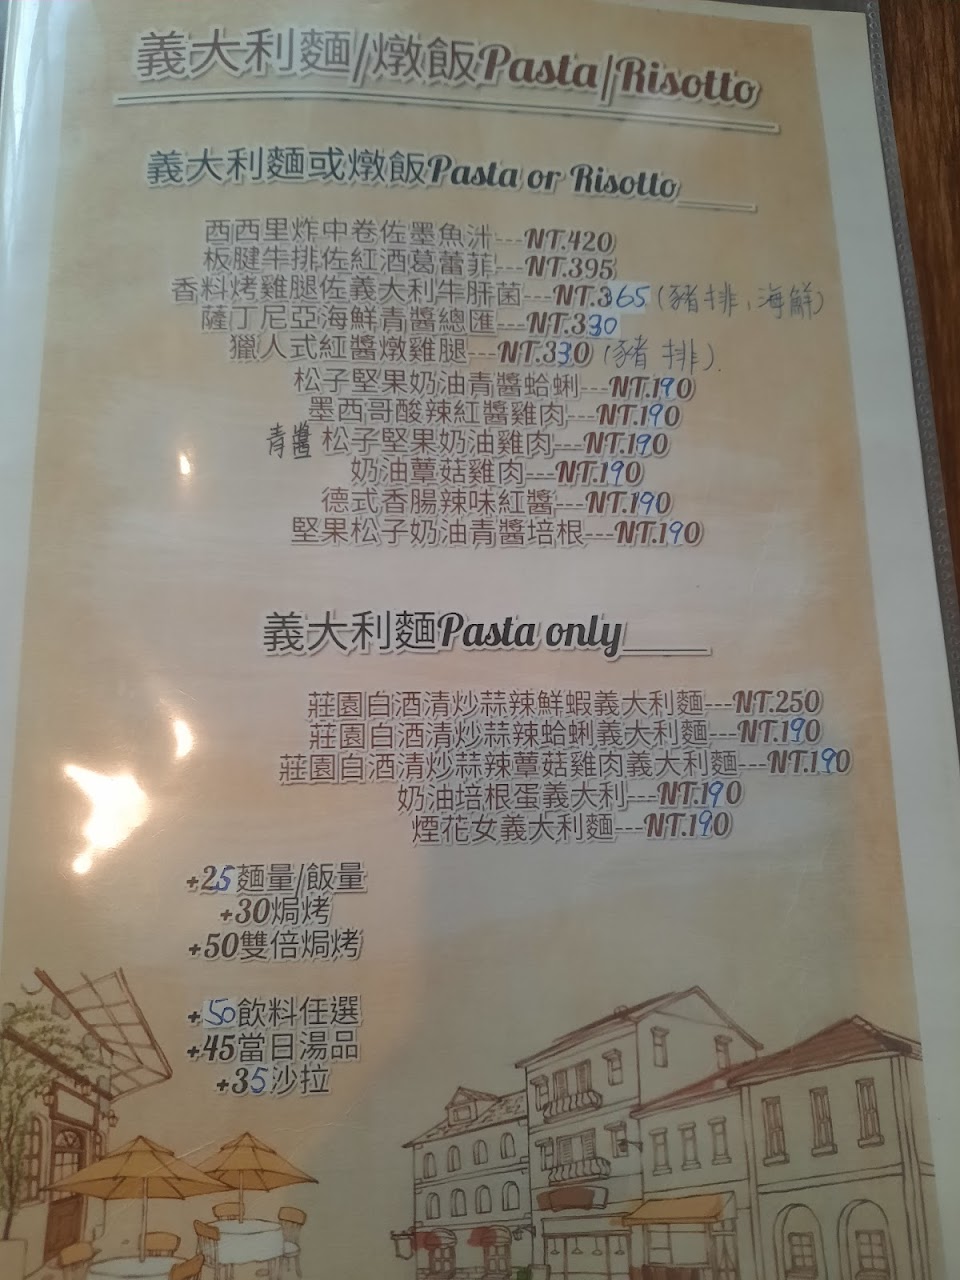 義大利麵/燉飯Pasta/Risotto
義大利麵或燉飯Pasta or Risotto
西西里炸中卷佐墨魚汁---NT.420
板腱牛排佐紅酒葛蕾菲---NT.395
香料烤雞腿佐義大利牛肝菌---NT.365(豬排,海鮮)
薩丁尼亞海鮮青醬總匯---NT.330
獵人式紅醬燉雞腿---NT.330(豬排).
松子堅果奶油青醬蛤蜊---NT.190
墨西哥酸辣紅醬雞肉---NT.190
青醬 松子堅果奶油雞肉---NT.190
奶油蕈菇雞肉---NT.190
德式香腸辣味紅醬---NT.190
堅果松子奶油青醬培根---NT.190
義大利麵Pasta only
莊園白酒清炒蒜辣鮮蝦義大利麵---NT.250
莊園白酒清炒蒜辣蛤蜊義大利麵---NT.190
莊園白酒清炒蒜辣蕈菇雞肉義大利麵---NT.190
奶油培根蛋義大利---NT.190
煙花女義大利麵---NT.190
+25麵量/飯量
+30焗烤
+50雙倍焗烤
+50飲料任選
+45當日湯品
+35沙拉